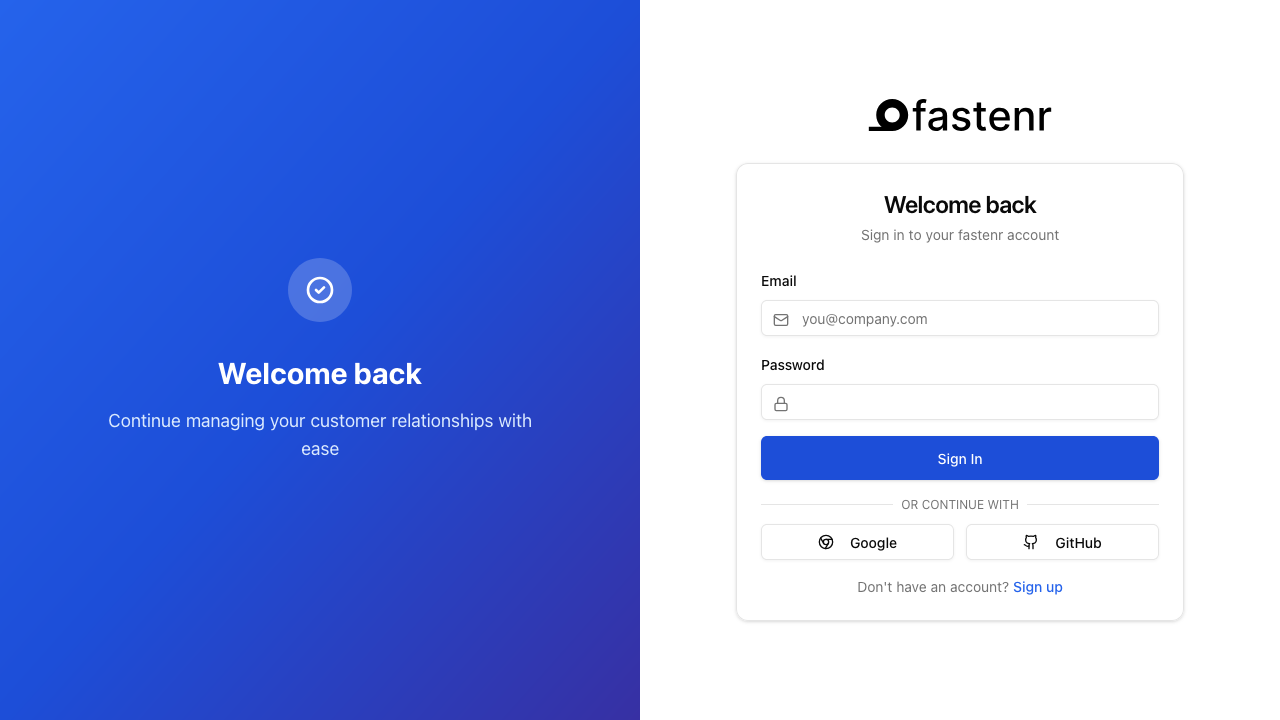 Welcome back
Continue managing your customer relationships with
ease
fastenr
Welcome back
Sign in to your fastenr account
Email
you@company.com
Password
Sign In
OR CONTINUE WITH
Google
GitHub
Don't have an account? Sign up